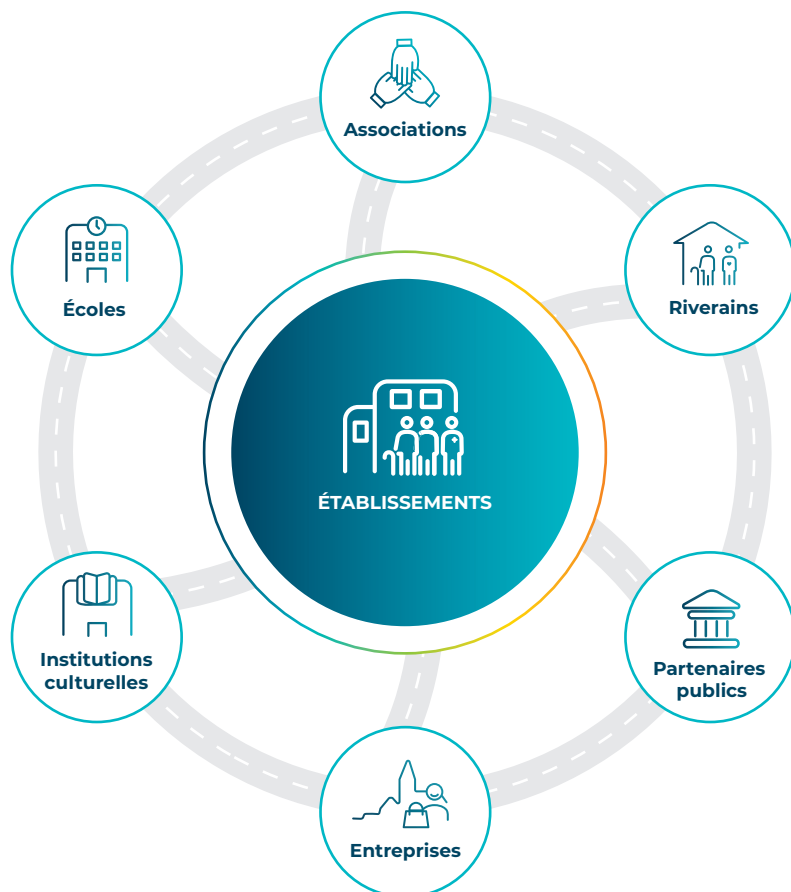 Associations
Écoles
Riverains
ÉTABLISSEMENTS
Institutions
culturelles
Partenaires
publics
Entreprises